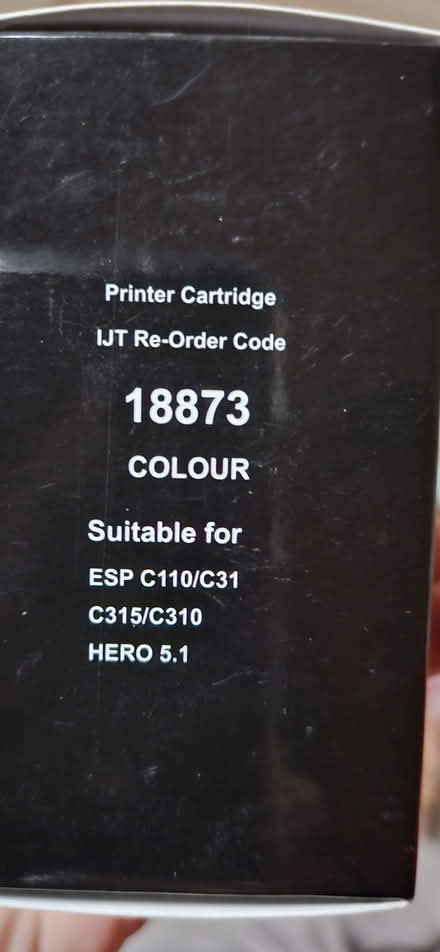 Printer Cartridge
IJT Re-Order Code
18873
COLOUR
Suitable for
ESP C110/C31
C315/C310
HERO 5.1